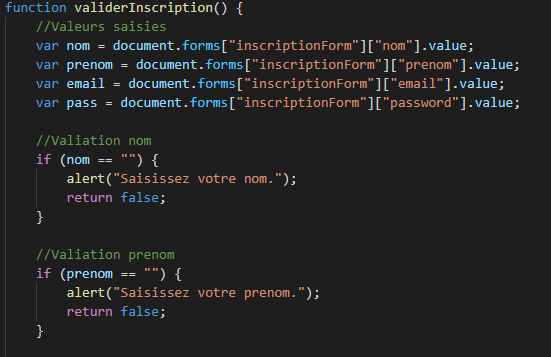 function validerInscription() {
//Valeurs saisies
var nom = document.forms["inscriptionForm"]["nom"].value;
var prenom = document.forms["inscriptionForm"]["prenom"].value;
var email = document.forms["inscriptionForm"]["email"].value;
var pass = document.forms["inscriptionForm"]["password"].value;
//Valiation nom
if (nom == "") {
alert("Saisissez votre nom.");
return false;
}
//Valiation prenom
if (prenom == "") {
alert("Saisissez votre prenom.");
return false;
}